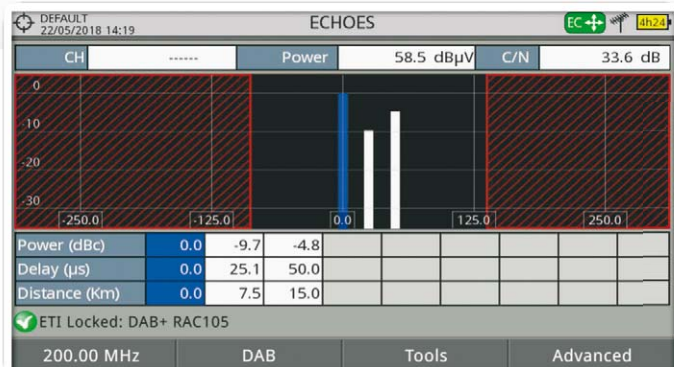 DEFAULT
22/05/2018 14:19
ECHOES
EC
4h24
CH ------ Power 58.5 dBµV C/N 33.6 dB
0
-10
-20
-30
-250.0 -125.0 0.0 125.0 250.0
Power (dBc) 0.0 -9.7 -4.8
Delay (µs) 0.0 25.1 50.0
Distance (Km) 0.0 7.5 15.0
ETI Locked: DAB+ RAC105
200.00 MHz DAB Tools Advanced